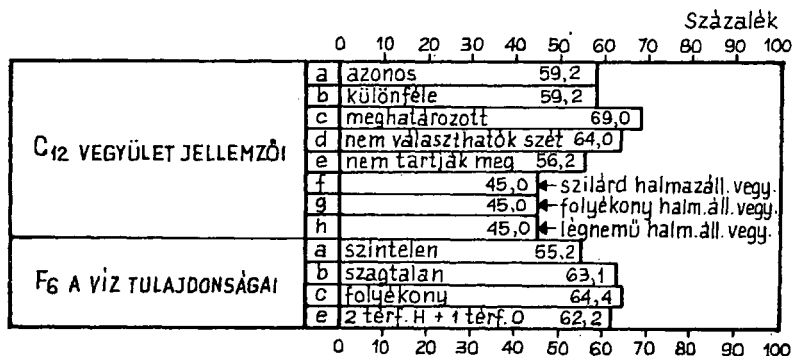 Százalék
0 10 20 30 40 50 60 70 80 90 100
C12 VEGYÜLET JELLEMZŐI
a azonos 59,2
b különféle 59,2
c meghatározott 69,0
d nem választhatók szét 64,0
e nem tartják meg 56,2
f 45,0 szilárd halmazáll. vegy.
g 45,0 folyékony halm.áll. vegy.
h 45,0 légnemű halm.áll. vegy.
F6 A VÍZ TULAJDONSÁGAI
a színtelen 55,2
b szagtalan 63,1
c folyékony 64,4
e 2 térf. H + 1 térf. O 62,2
0 10 20 30 40 50 60 70 80 90 100